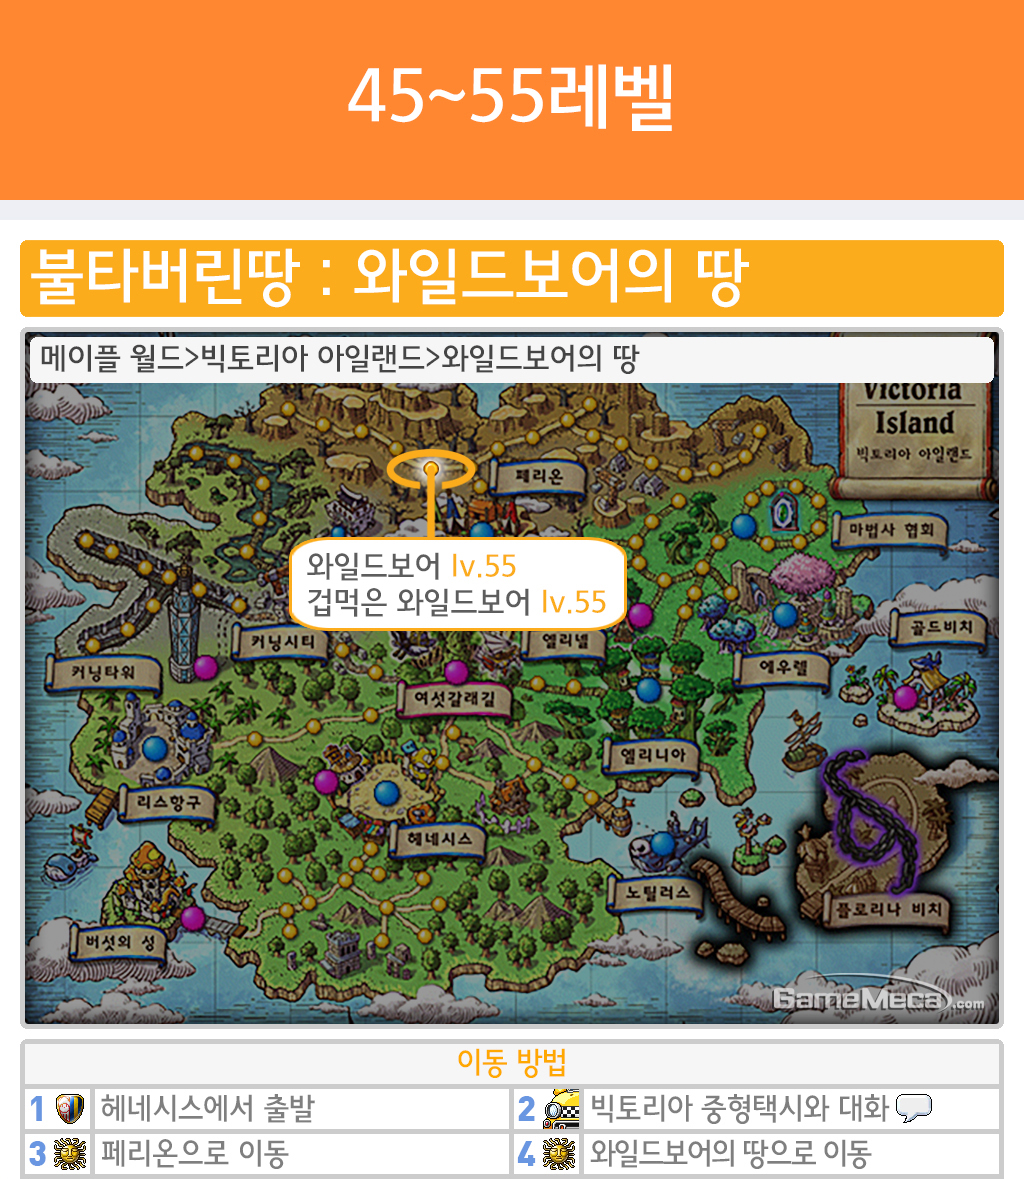 45~55레벨
불타버린땅 : 와일드보어의 땅
메이플 월드>빅토리아 아일랜드>와일드보어의 땅
Victoria
Island
빅토리아 아일랜드
페리온
마법사 협회
와일드보어 lv.55
겁먹은 와일드보어 lv.55
골드비치
커닝시티
엘리넬
커닝타워
에우렐
여섯갈래길
엘리니아
리스항구
헤네시스
노틸러스
플로리나 비치
버섯의 성
GameMeca.com
이동 방법
1 헤네시스에서 출발
2 빅토리아 중형택시와 대화
3 페리온으로 이동
4 와일드보어의 땅으로 이동